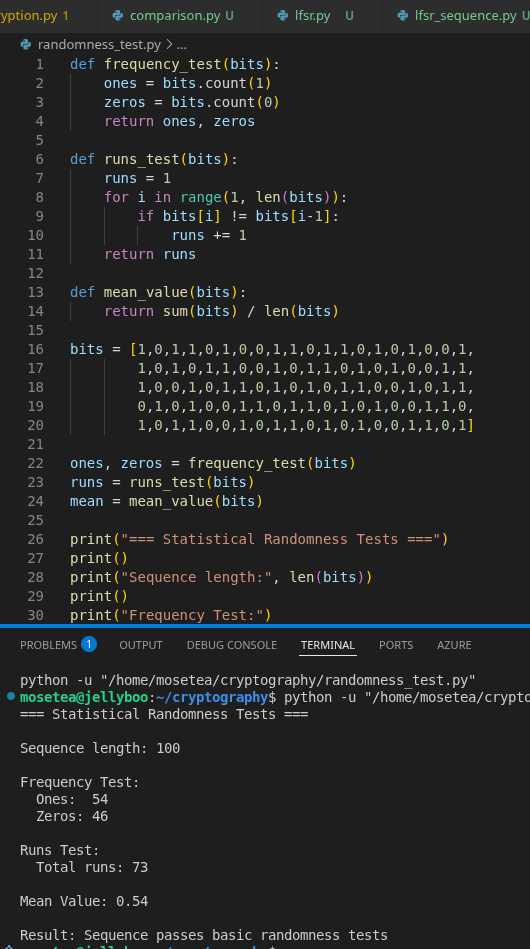 yption.py 1 comparison.py U lfsr.py U lfsr_sequence.py U
randomness_test.py > ...
1 def frequency_test(bits):
2     ones = bits.count(1)
3     zeros = bits.count(0)
4     return ones, zeros
5
6 def runs_test(bits):
7     runs = 1
8     for i in range(1, len(bits)):
9         if bits[i] != bits[i-1]:
10             runs += 1
11     return runs
12
13 def mean_value(bits):
14     return sum(bits) / len(bits)
15
16 bits = [1,0,1,1,0,1,0,0,1,1,0,1,1,0,1,0,1,0,0,1,
17         1,0,1,0,1,1,0,0,1,0,1,1,0,1,0,1,0,0,1,1,
18         1,0,0,1,0,1,1,0,1,0,1,0,1,1,0,0,1,0,1,1,
19         0,1,0,1,0,0,1,1,0,1,1,0,1,0,1,0,0,1,1,0,
20         1,0,1,1,0,0,1,0,1,1,0,1,0,1,0,0,1,1,0,1]
21
22 ones, zeros = frequency_test(bits)
23 runs = runs_test(bits)
24 mean = mean_value(bits)
25
26 print("=== Statistical Randomness Tests ===")
27 print()
28 print("Sequence length:", len(bits))
29 print()
30 print("Frequency Test:")
PROBLEMS 1 OUTPUT DEBUG CONSOLE TERMINAL PORTS AZURE
python -u "/home/mosetea/cryptography/randomness_test.py"
mosetea@jellyboo:~/cryptography$ python -u "/home/mosetea/crypto
=== Statistical Randomness Tests ===
Sequence length: 100
Frequency Test:
  Ones:  54
  Zeros: 46
Runs Test:
  Total runs: 73
Mean Value: 0.54
Result: Sequence passes basic randomness tests